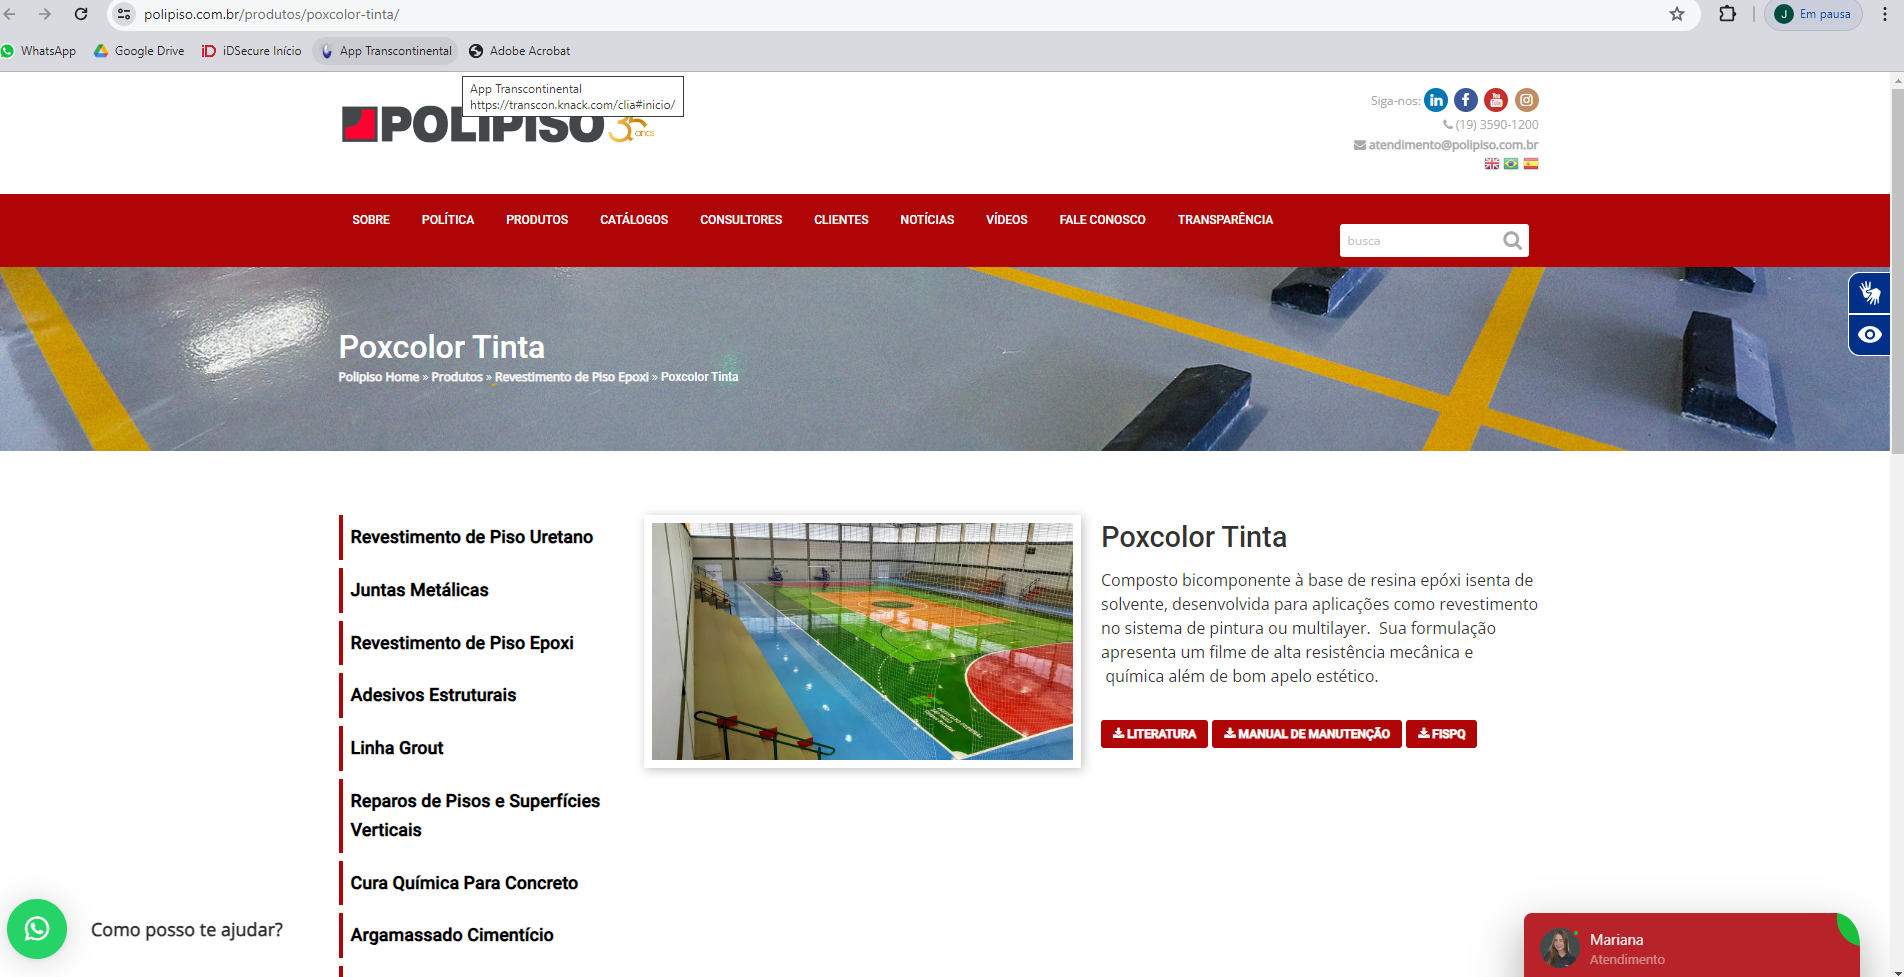 polipiso.com.br/produtos/poxcolor-tinta/
J Em pausa
WhatsApp
Google Drive
iD iDSecure Início
App Transcontinental
Adobe Acrobat
App Transcontinental
https://transcon.knack.com/clia#inicio/
POLIPISO 35 anos
Siga-nos:
(19) 3590-1200
atendimento@polipiso.com.br
SOBRE
POLÍTICA
PRODUTOS
CATÁLOGOS
CONSULTORES
CLIENTES
NOTÍCIAS
VÍDEOS
FALE CONOSCO
TRANSPARÊNCIA
busca
Poxcolor Tinta
Polipiso Home » Produtos » Revestimento de Piso Epoxi » Poxcolor Tinta
Revestimento de Piso Uretano
Juntas Metálicas
Revestimento de Piso Epoxi
Adesivos Estruturais
Linha Grout
Reparos de Pisos e Superfícies
Verticais
Cura Química Para Concreto
Argamassado Cimentício
Poxcolor Tinta
Composto bicomponente à base de resina epóxi isenta de
solvente, desenvolvida para aplicações como revestimento
no sistema de pintura ou multilayer.  Sua formulação
apresenta um filme de alta resistência mecânica e
química além de bom apelo estético.
LITERATURA
MANUAL DE MANUTENÇÃO
FISPQ
Como posso te ajudar?
Mariana
Atendimento